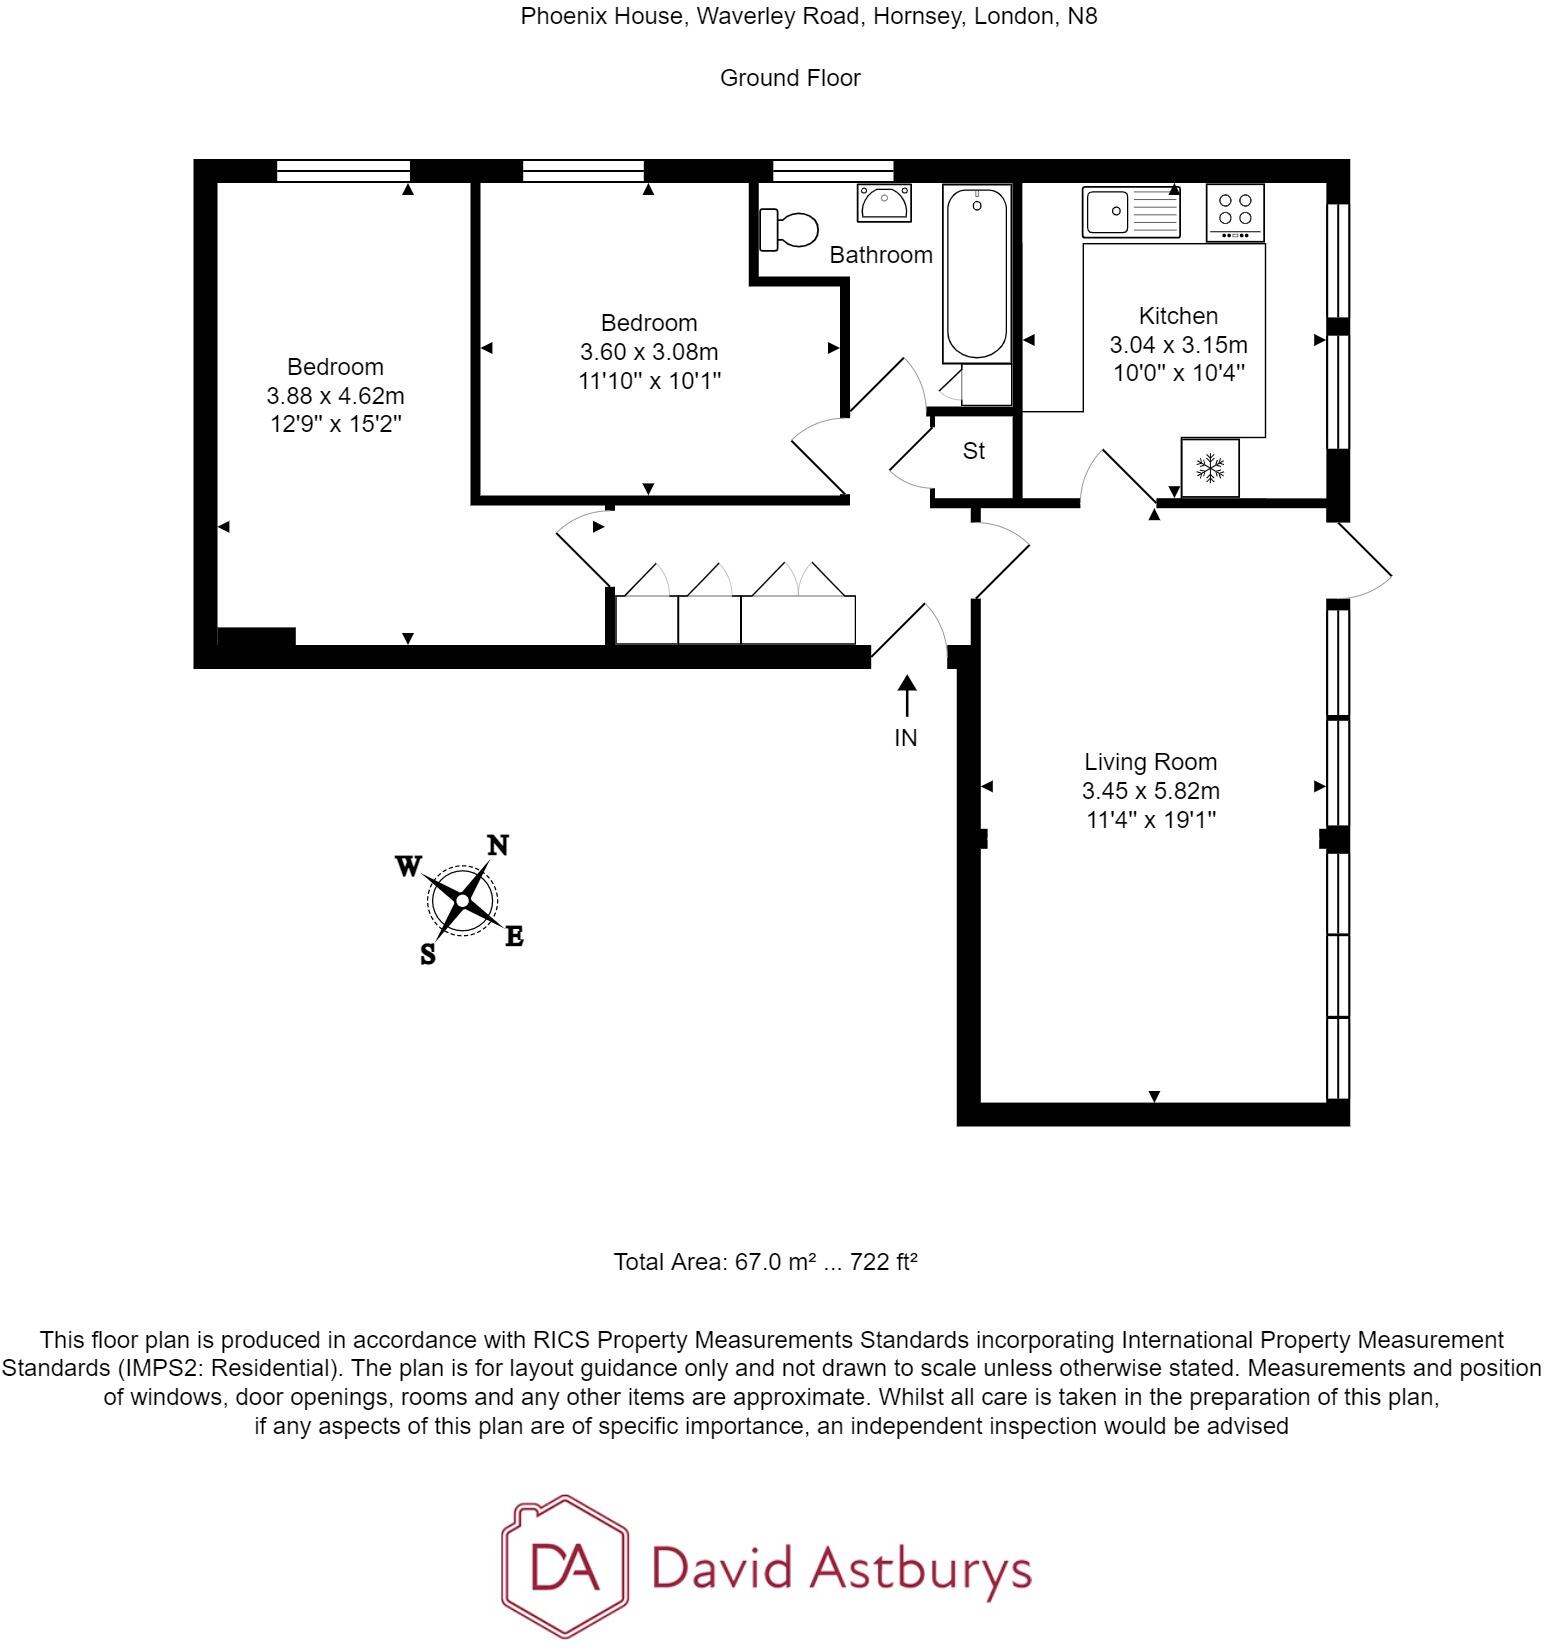 Phoenix House, Waverley Road, Hornsey, London, N8
Ground Floor
Bathroom
Bedroom
3.60 x 3.08m
11'10" x 10'1"
Kitchen
3.04 x 3.15m
10'0" x 10'4"
Bedroom
3.88 x 4.62m
12'9" x 15'2"
St
IN
Living Room
3.45 x 5.82m
11'4" x 19'1"
N
W
E
S
Total Area: 67.0 m² ... 722 ft²
This floor plan is produced in accordance with RICS Property Measurements Standards incorporating International Property Measurement
Standards (IMPS2: Residential). The plan is for layout guidance only and not drawn to scale unless otherwise stated. Measurements and position
of windows, door openings, rooms and any other items are approximate. Whilst all care is taken in the preparation of this plan,
if any aspects of this plan are of specific importance, an independent inspection would be advised
DA David Astburys